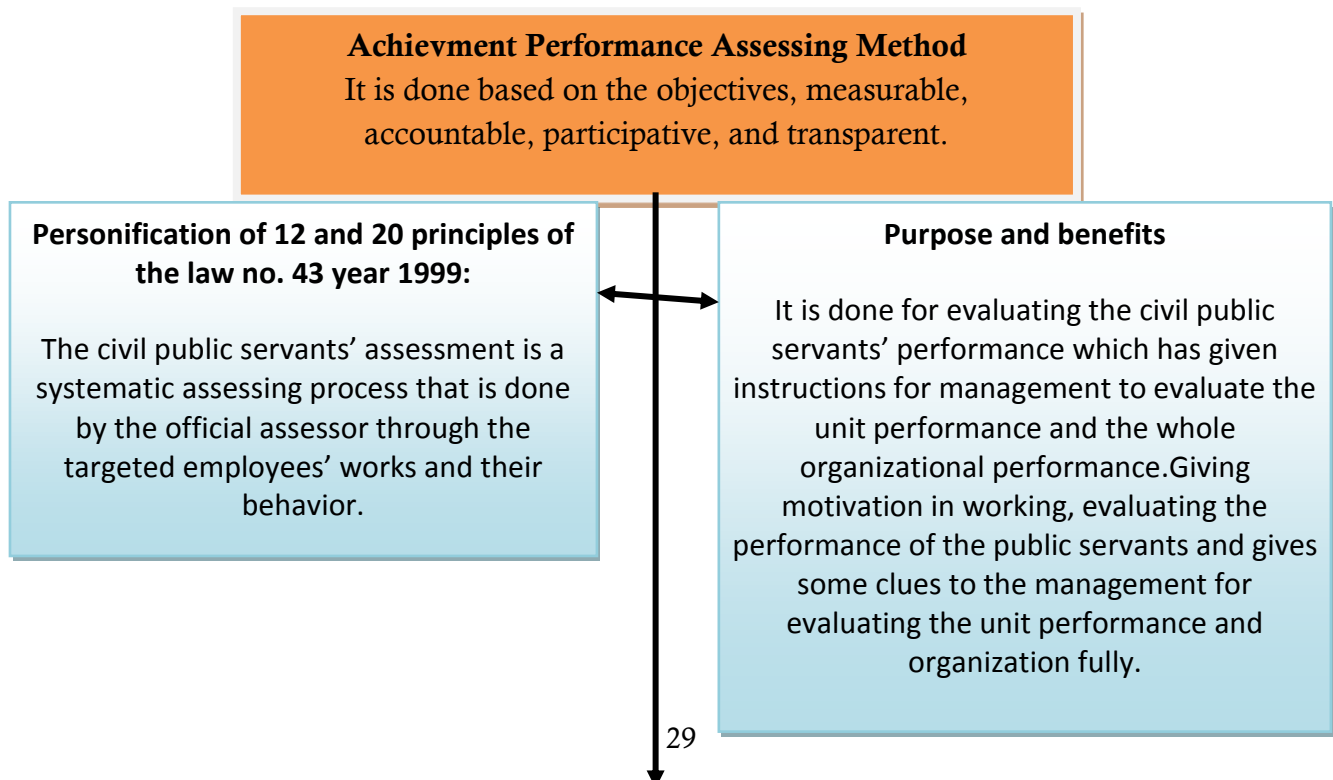 Achievment Performance Assessing Method
It is done based on the objectives, measurable,
accountable, participative, and transparent.
Personification of 12 and 20 principles of
the law no. 43 year 1999:
The civil public servants’ assessment is a
systematic assessing process that is done
by the official assessor through the
targeted employees’ works and their
behavior.
Purpose and benefits
It is done for evaluating the civil public
servants’ performance which has given
instructions for management to evaluate the
unit performance and the whole
organizational performance.Giving
motivation in working, evaluating the
performance of the public servants and gives
some clues to the management for
evaluating the unit performance and
organization fully.
29